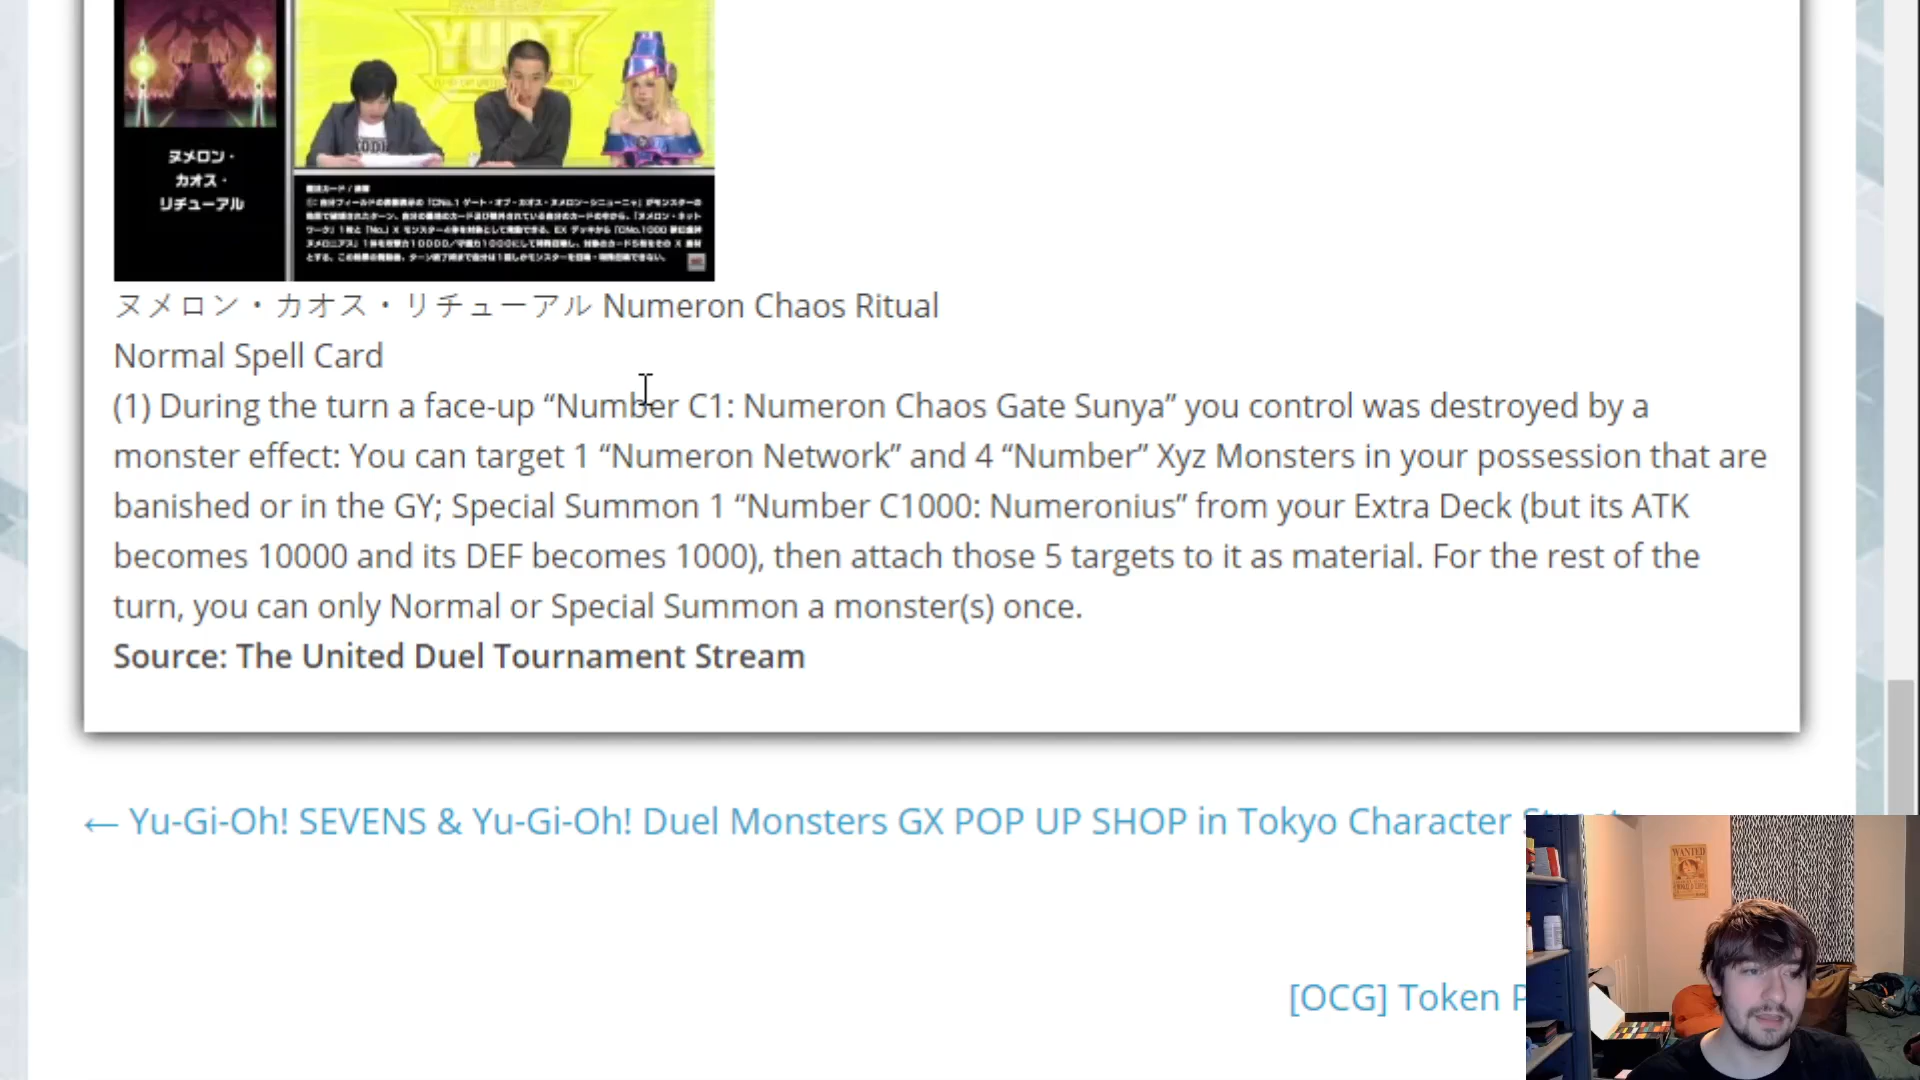 YUDT
CODE
ヌメロン・
カオス・
リチューアル
ヌメロン・カオス・リチューアル Numeron Chaos Ritual
Normal Spell Card
(1) During the turn a face-up “Number C1: Numeron Chaos Gate Sunya” you control was destroyed by a
monster effect: You can target 1 “Numeron Network” and 4 “Number” Xyz Monsters in your possession that are
banished or in the GY; Special Summon 1 “Number C1000: Numeronius” from your Extra Deck (but its ATK
becomes 10000 and its DEF becomes 1000), then attach those 5 targets to it as material. For the rest of the
turn, you can only Normal or Special Summon a monster(s) once.
Source: The United Duel Tournament Stream
← Yu-Gi-Oh! SEVENS & Yu-Gi-Oh! Duel Monsters GX POP UP SHOP in Tokyo Character
[OCG] Token
WANTED